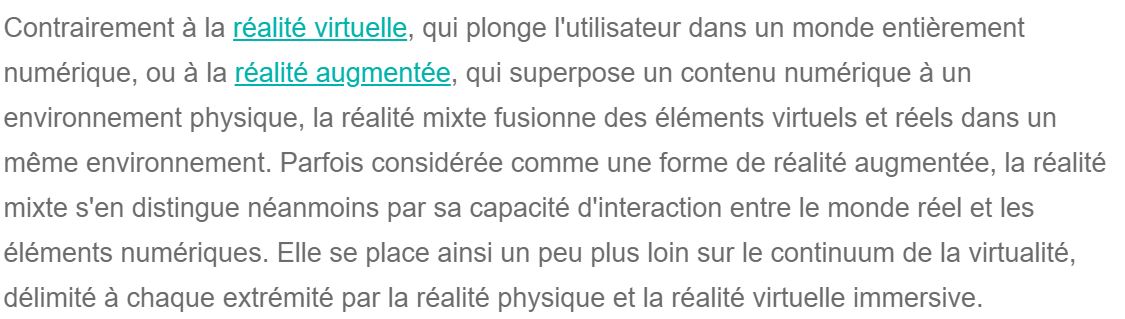 Contrairement à la réalité virtuelle, qui plonge l'utilisateur dans un monde entièrement
numérique, ou à la réalité augmentée, qui superpose un contenu numérique à un
environnement physique, la réalité mixte fusionne des éléments virtuels et réels dans un
même environnement. Parfois considérée comme une forme de réalité augmentée, la réalité
mixte s'en distingue néanmoins par sa capacité d'interaction entre le monde réel et les
éléments numériques. Elle se place ainsi un peu plus loin sur le continuum de la virtualité,
délimité à chaque extrémité par la réalité physique et la réalité virtuelle immersive.